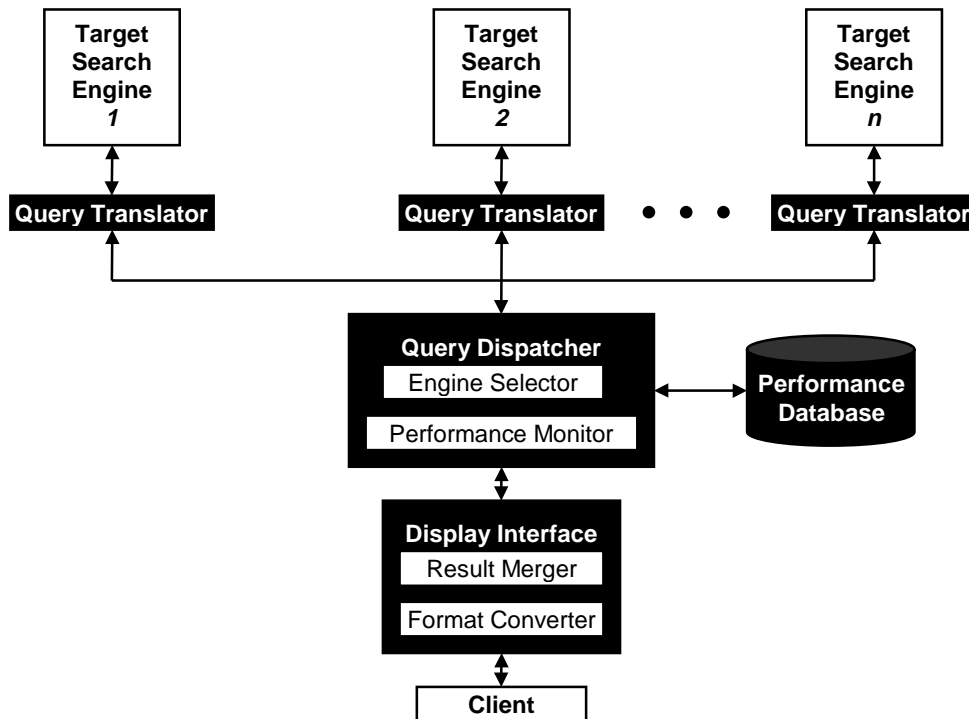 Target
Search
Engine
1
Target
Search
Engine
2
Target
Search
Engine
n
Query Translator
Query Translator
• • •
Query Translator
Query Dispatcher
Engine Selector
Performance Monitor
Performance
Database
Display Interface
Result Merger
Format Converter
Client